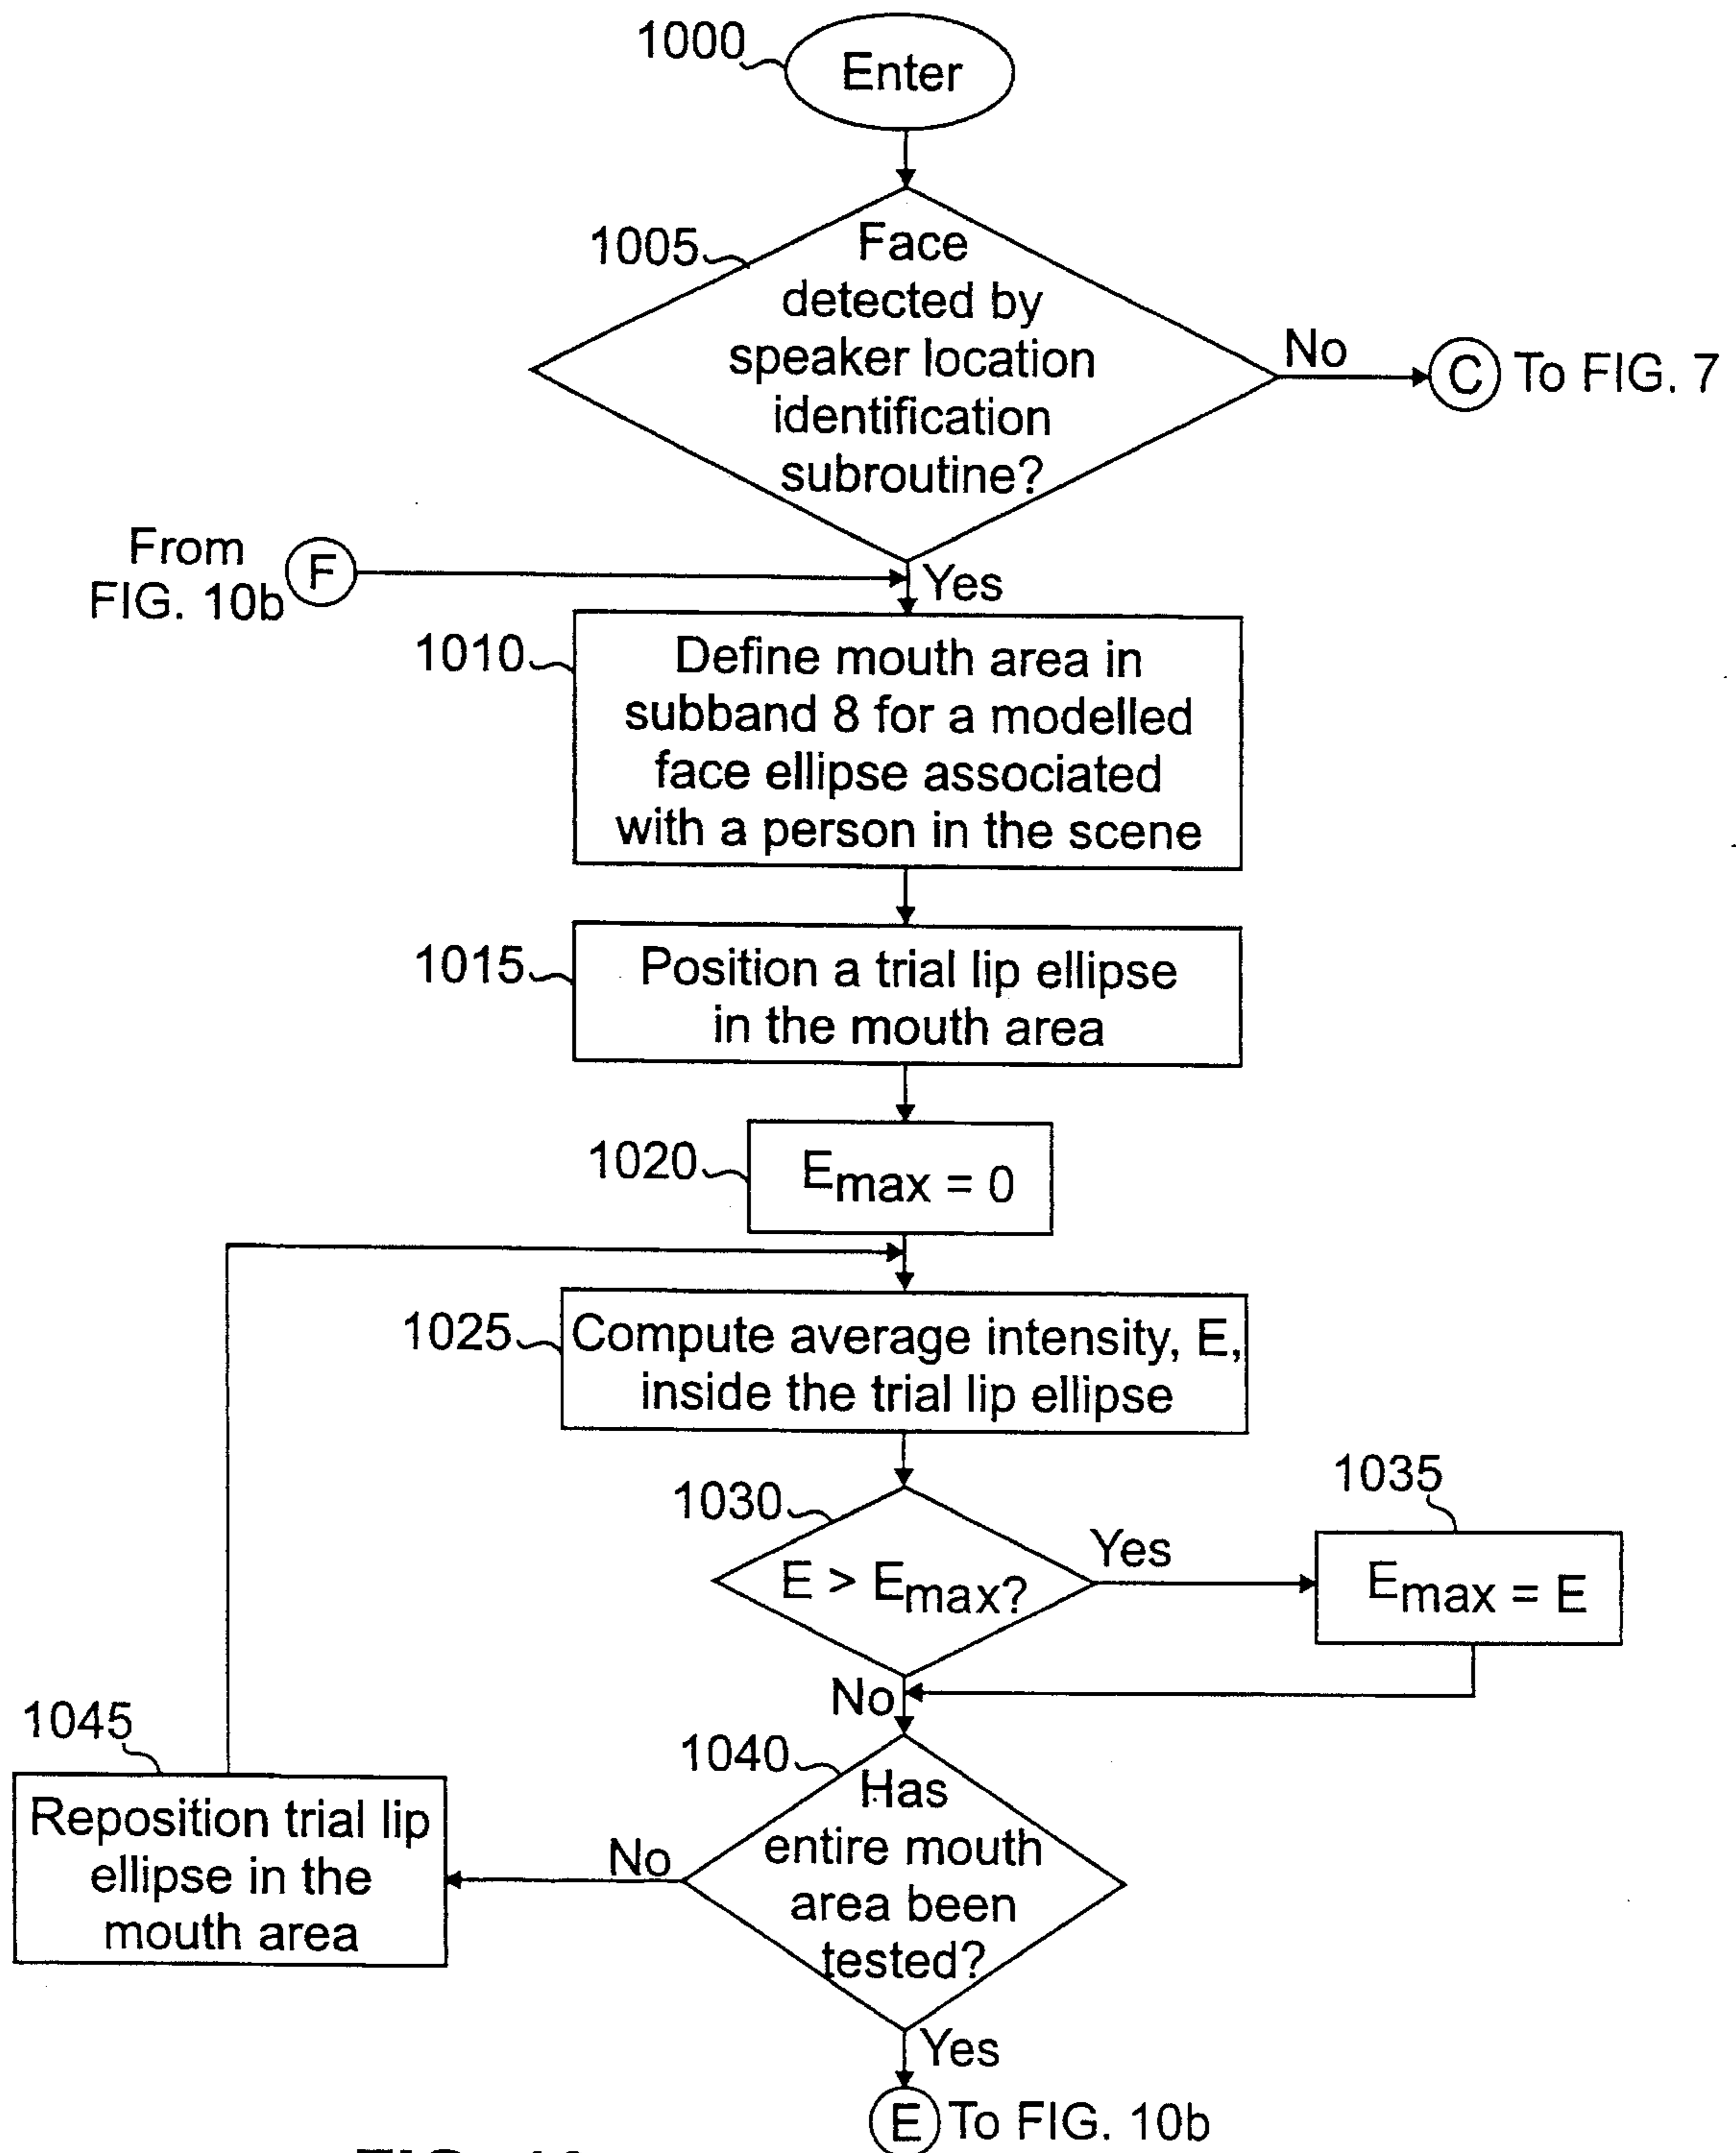 1000
Enter
1005
Face
detected by
speaker location
identification
subroutine?
No
C To FIG. 7
From
FIG. 10b
F
Yes
1010
Define mouth area in
subband 8 for a modelled
face ellipse associated
with a person in the scene
1015
Position a trial lip ellipse
in the mouth area
1020
Emax = 0
1025
Compute average intensity, E,
inside the trial lip ellipse
1030
E > Emax?
Yes
1035
Emax = E
No
1040
Has
entire mouth
area been
tested?
No
1045
Reposition trial lip
ellipse in the
mouth area
Yes
E To FIG. 10b